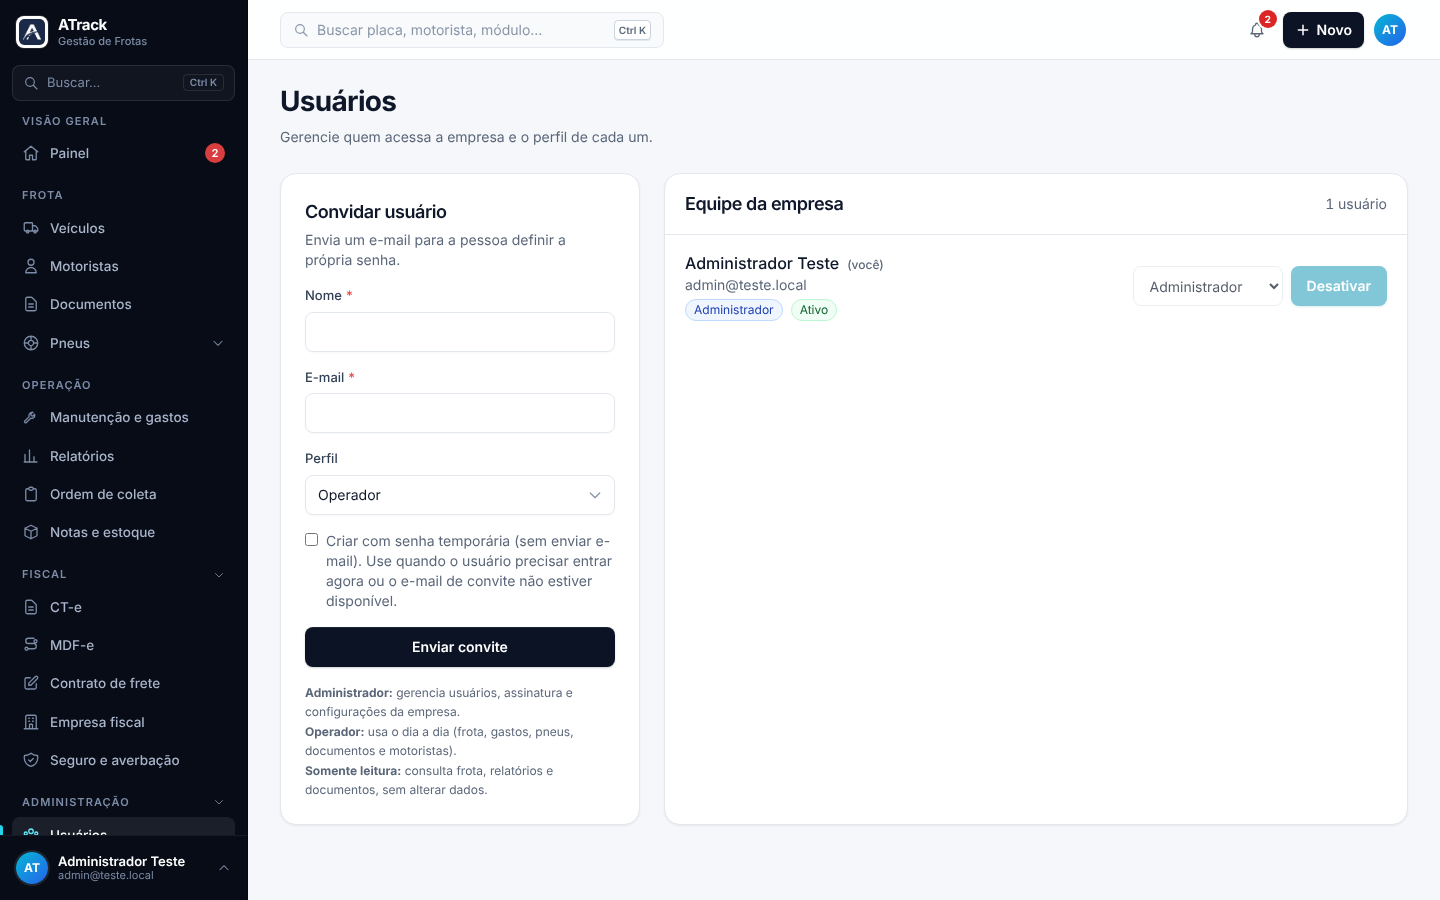 ATrack
Gestão de Frotas
Buscar...
Ctrl K
VISÃO GERAL
Painel
2
FROTA
Veículos
Motoristas
Documentos
Pneus
OPERAÇÃO
Manutenção e gastos
Relatórios
Ordem de coleta
Notas e estoque
FISCAL
CT-e
MDF-e
Contrato de frete
Empresa fiscal
Seguro e averbação
ADMINISTRAÇÃO
Usuários
AT
Administrador Teste
admin@teste.local
Buscar placa, motorista, módulo...
Ctrl K
2
Novo
AT
Usuários
Gerencie quem acessa a empresa e o perfil de cada um.
Convidar usuário
Envia um e-mail para a pessoa definir a
própria senha.
Nome *
E-mail *
Perfil
Operador
Criar com senha temporária (sem enviar e-
mail). Use quando o usuário precisar entrar
agora ou o e-mail de convite não estiver
disponível.
Enviar convite
Administrador: gerencia usuários, assinatura e
configurações da empresa.
Operador: usa o dia a dia (frota, gastos, pneus,
documentos e motoristas).
Somente leitura: consulta frota, relatórios e
documentos, sem alterar dados.
Equipe da empresa
1 usuário
Administrador Teste (você)
admin@teste.local
Administrador
Ativo
Administrador
Desativar